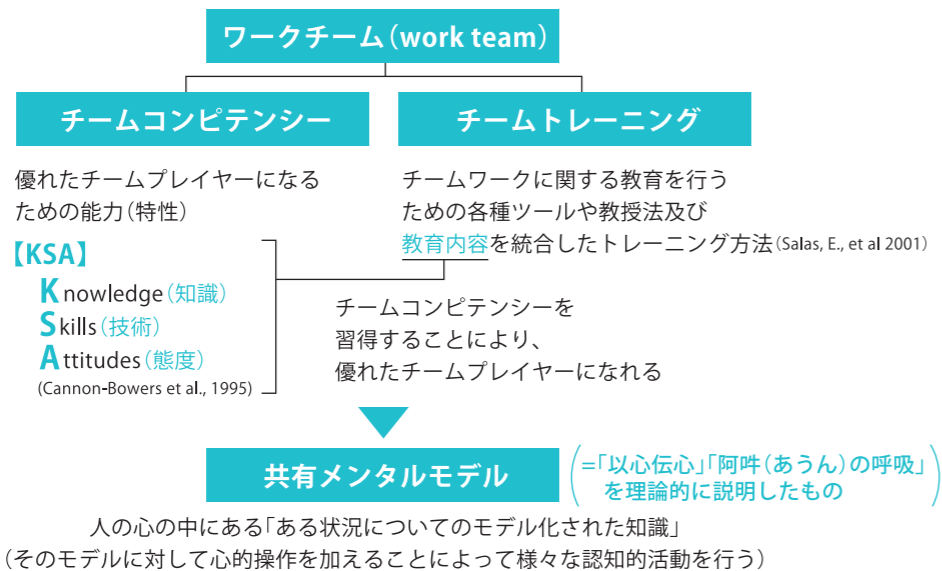 ワークチーム(work team)
チームコンピテンシー
優れたチームプレイヤーになる
ための能力(特性)
【KSA】
Knowledge(知識)
Skills(技術)
Attitudes(態度)
(Cannon-Bowers et al., 1995)
チームトレーニング
チームワークに関する教育を行う
ための各種ツールや教授法及び
教育内容を統合したトレーニング方法(Salas, E., et al 2001)
チームコンピテンシーを
習得することにより、
優れたチームプレイヤーになれる
共有メンタルモデル
(=「以心伝心」「阿吽(あうん)の呼吸」
を理論的に説明したもの)
人の心の中にある「ある状況についてのモデル化された知識」
(そのモデルに対して心的操作を加えることによって様々な認知的活動を行う)